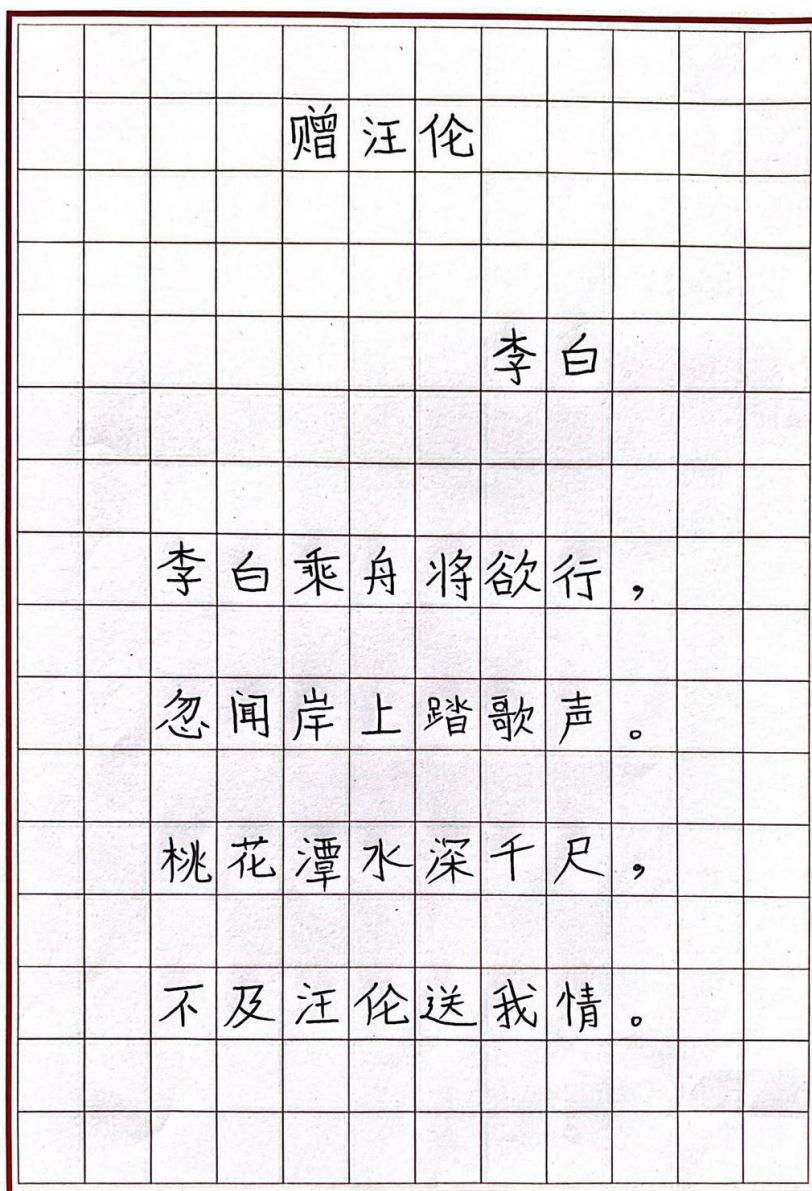 赠汪伦
李白
李白乘舟将欲行，
忽闻岸上踏歌声。
桃花潭水深千尺，
不及汪伦送我情。